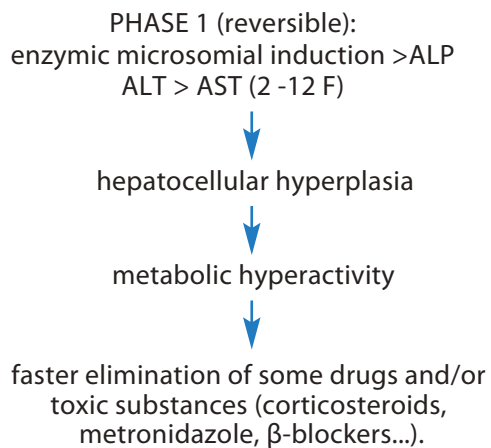 PHASE 1 (reversible):
enzymic microsomial induction >ALP
ALT > AST (2 -12 F)
hepatocellular hyperplasia
metabolic hyperactivity
faster elimination of some drugs and/or
toxic substances (corticosteroids,
metronidazole, β-blockers...).